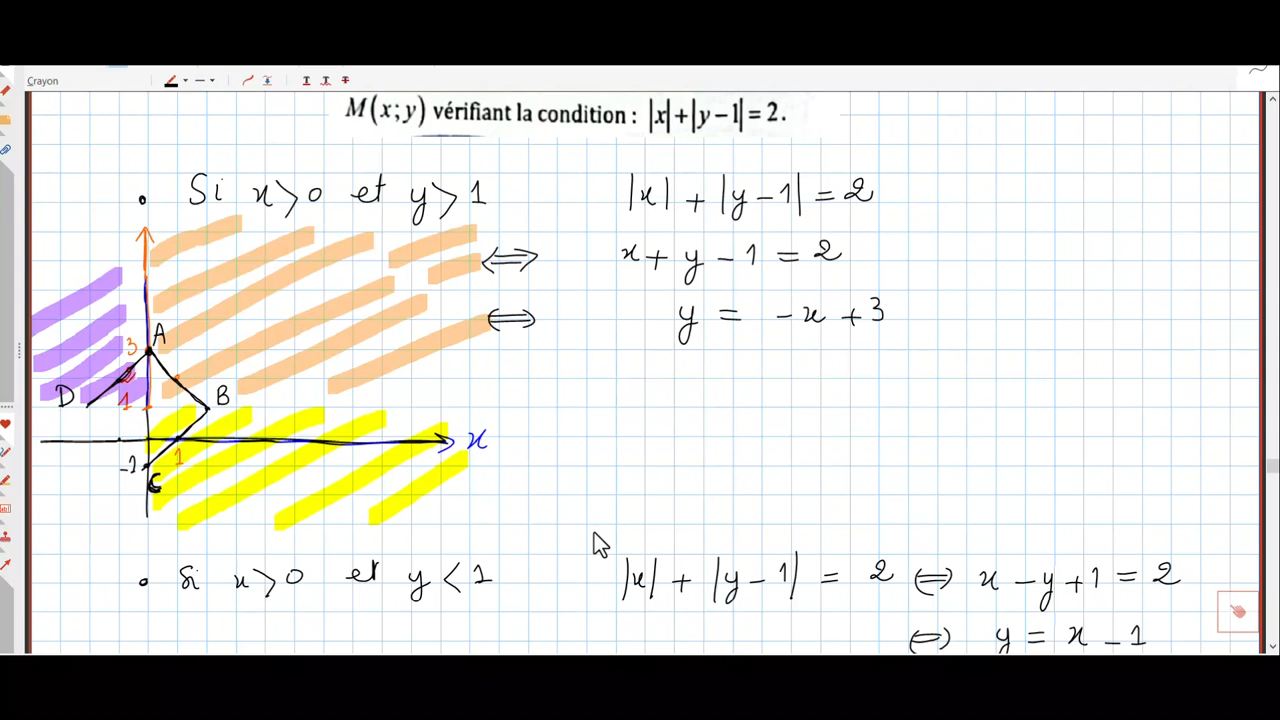 Crayon
M(x;y) vérifiant la condition : |x|+|y-1|=2.
• Si x>0 et y>1
|x| + |y-1| = 2
⟺ x + y - 1 = 2
⟺ y = -x + 3
3 A
D 1 B
x
-1 1
C
• Si x>0 et y<1
|x| + |y-1| = 2 ⟺ x - y + 1 = 2
⟺ y = x - 1